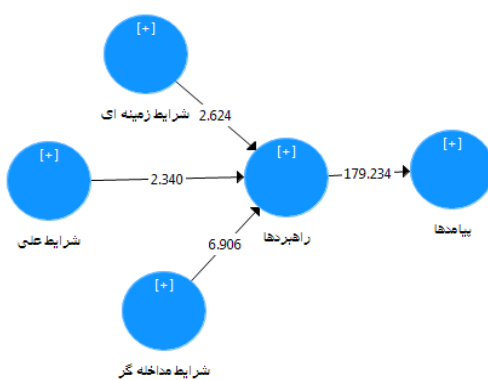 [+]
شرایط زمینه ای
2.624
[+]
[+]
[+]
2.340
179.234
شرایط علی
راهبردها
پیامدها
6.906
[+]
شرایط مداخله گر